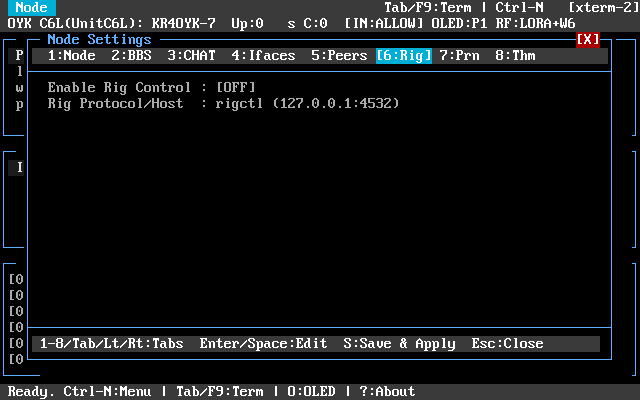 Node Tab/F9:Term | Ctrl-N [xterm-2]
OYK C6L(UnitC6L): KR4OYK-7 Up:0 s C:0 [IN:ALLOW] OLED:P1 RF:LORA+W6
Node Settings [X]
P 1:Node 2:BBS 3:CHAT 4:Ifaces 5:Peers [6:Rig] 7:Prn 8:Thm
l
w Enable Rig Control : [OFF]
p Rig Protocol/Host : rigctl (127.0.0.1:4532)
I
[O
[O
[O
[O
[O 1-8/Tab/Lt/Rt:Tabs Enter/Space:Edit S:Save & Apply Esc:Close
[O
Ready. Ctrl-N:Menu | Tab/F9:Term | O:OLED | ?:About